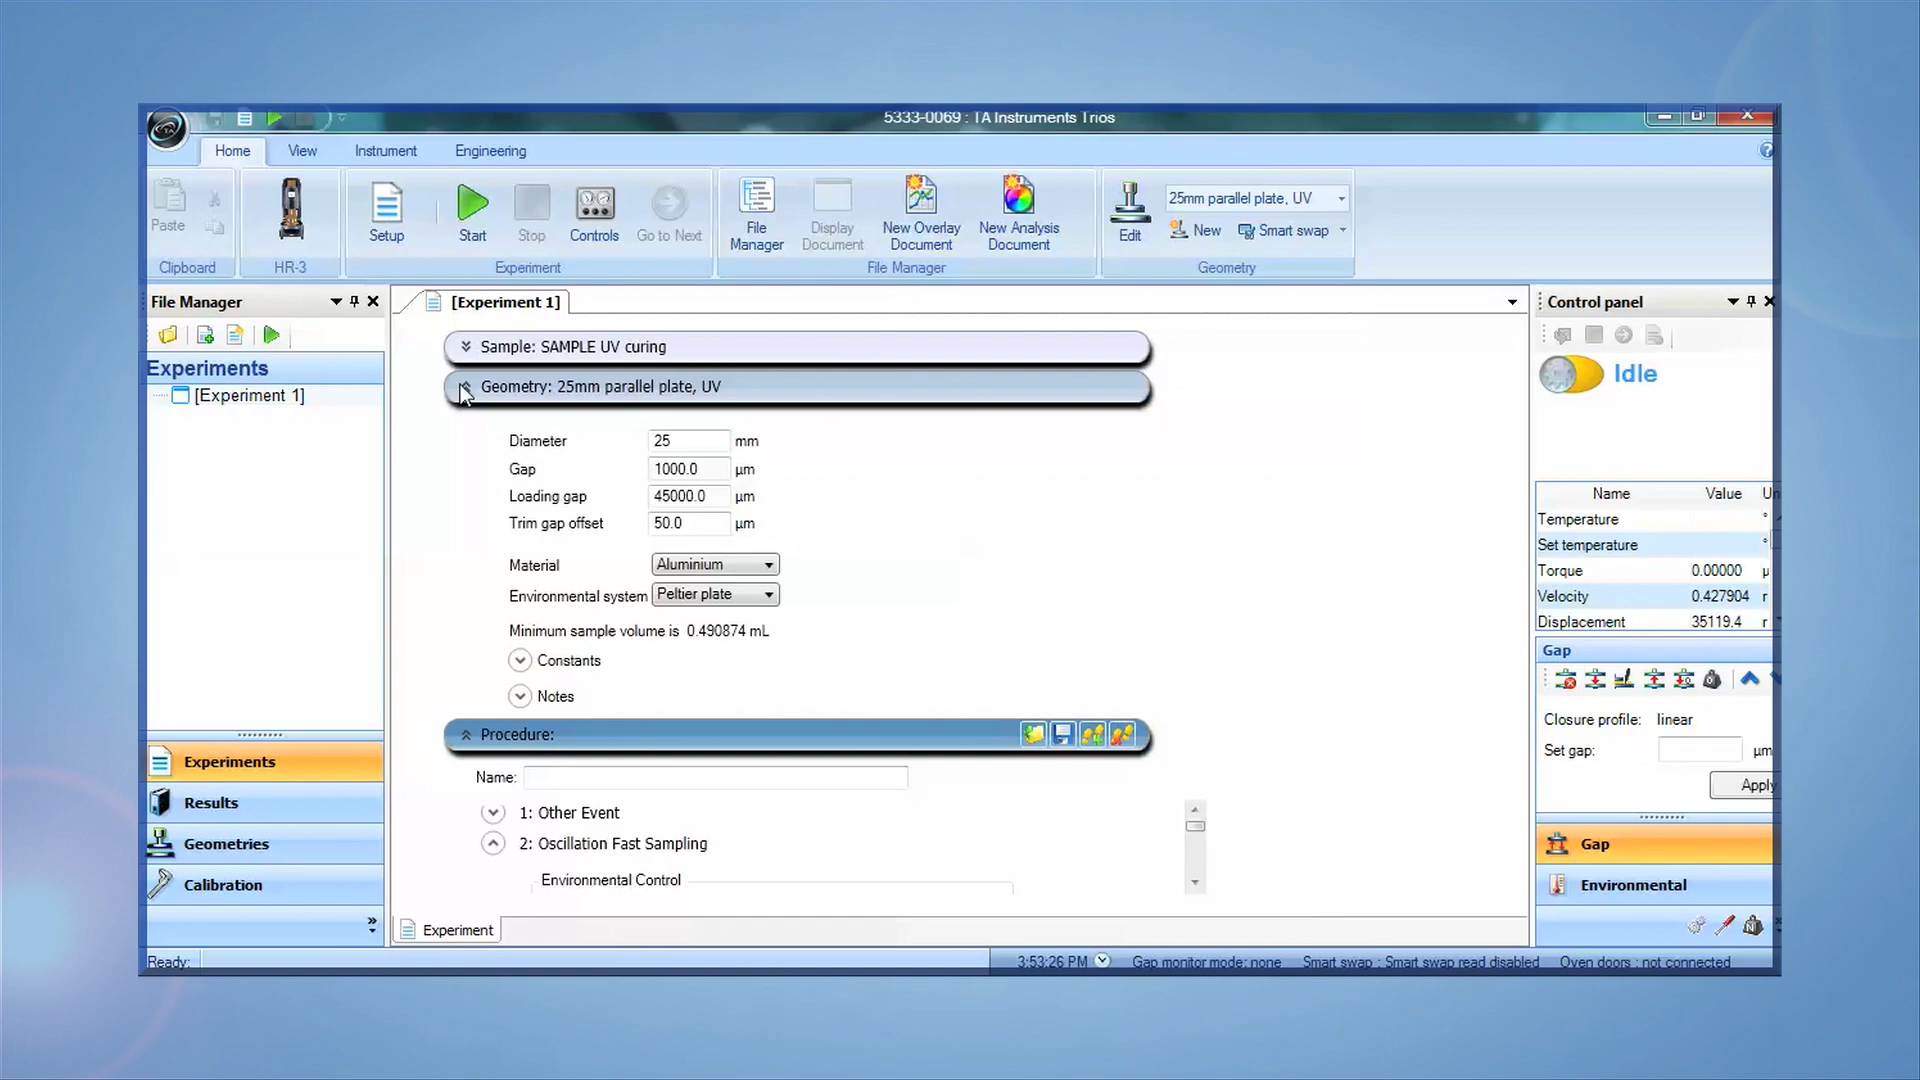 5333-0069 : TA Instruments Trios
Home View Instrument Engineering
Paste
Setup Start Stop Controls Go to Next
File Manager
Display Document
New Overlay Document
New Analysis Document
Edit
25mm parallel plate, UV
New Smart swap
Clipboard HR-3 Experiment File Manager Geometry
File Manager
[Experiment 1]
Control panel
Experiments
[Experiment 1]
Sample: SAMPLE UV curing
Geometry: 25mm parallel plate, UV
Diameter 25 mm
Gap 1000.0 µm
Loading gap 45000.0 µm
Trim gap offset 50.0 µm
Material Aluminium
Environmental system Peltier plate
Minimum sample volume is 0.490874 mL
Constants
Notes
Procedure:
Name:
1: Other Event
2: Oscillation Fast Sampling
Environmental Control
Experiment
Experiments
Results
Geometries
Calibration
Idle
Name Value Un
Temperature °
Set temperature °
Torque 0.00000 µ
Velocity 0.427904 r
Displacement 35119.4 r
Gap
Closure profile: linear
Set gap: µm
Apply
Gap
Environmental
Ready:
3:53:26 PM Gap monitor mode: none Smart swap : Smart swap read disabled Oven doors : not connected